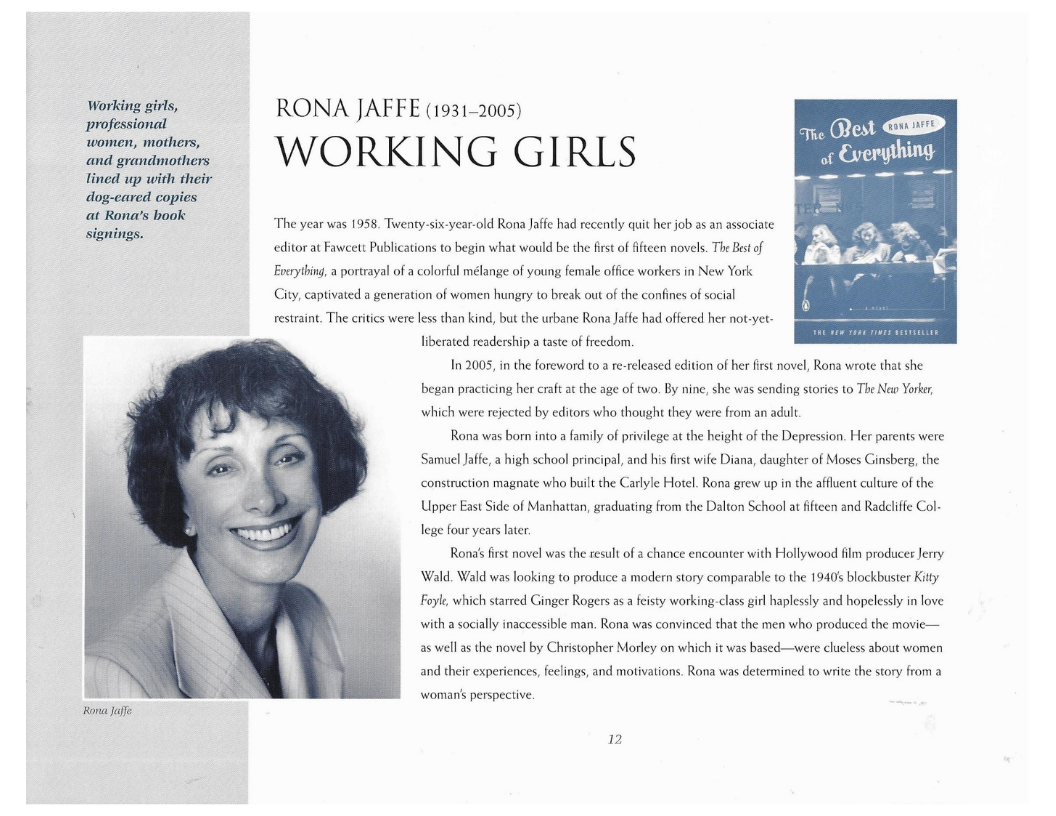 Working girls,
professional
women, mothers,
and grandmothers
lined up with their
dog-eared copies
at Rona's book
signings.
RONA JAFFE (1931–2005)
WORKING GIRLS
The Best
RONA JAFFE
of Everything
A NOVEL
THE NEW YORK TIMES BESTSELLER
The year was 1958. Twenty-six-year-old Rona Jaffe had recently quit her job as an associate
editor at Fawcett Publications to begin what would be the first of fifteen novels. The Best of
Everything, a portrayal of a colorful mélange of young female office workers in New York
City, captivated a generation of women hungry to break out of the confines of social
restraint. The critics were less than kind, but the urbane Rona Jaffe had offered her not-yet-
liberated readership a taste of freedom.
In 2005, in the foreword to a re-released edition of her first novel, Rona wrote that she
began practicing her craft at the age of two. By nine, she was sending stories to The New Yorker,
which were rejected by editors who thought they were from an adult.
Rona was born into a family of privilege at the height of the Depression. Her parents were
Samuel Jaffe, a high school principal, and his first wife Diana, daughter of Moses Ginsberg, the
construction magnate who built the Carlyle Hotel. Rona grew up in the affluent culture of the
Upper East Side of Manhattan, graduating from the Dalton School at fifteen and Radcliffe Col-
lege four years later.
Rona's first novel was the result of a chance encounter with Hollywood film producer Jerry
Wald. Wald was looking to produce a modern story comparable to the 1940's blockbuster Kitty
Foyle, which starred Ginger Rogers as a feisty working-class girl haplessly and hopelessly in love
with a socially inaccessible man. Rona was convinced that the men who produced the movie—
as well as the novel by Christopher Morley on which it was based—were clueless about women
and their experiences, feelings, and motivations. Rona was determined to write the story from a
woman's perspective.
Rona Jaffe
12